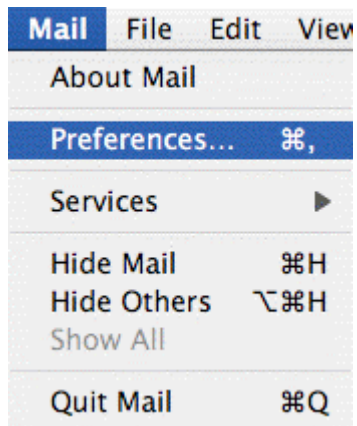 Mail File Edit View
About Mail
Preferences... ⌘,
Services ▶
Hide Mail ⌘H
Hide Others ⌥⌘H
Show All
Quit Mail ⌘Q